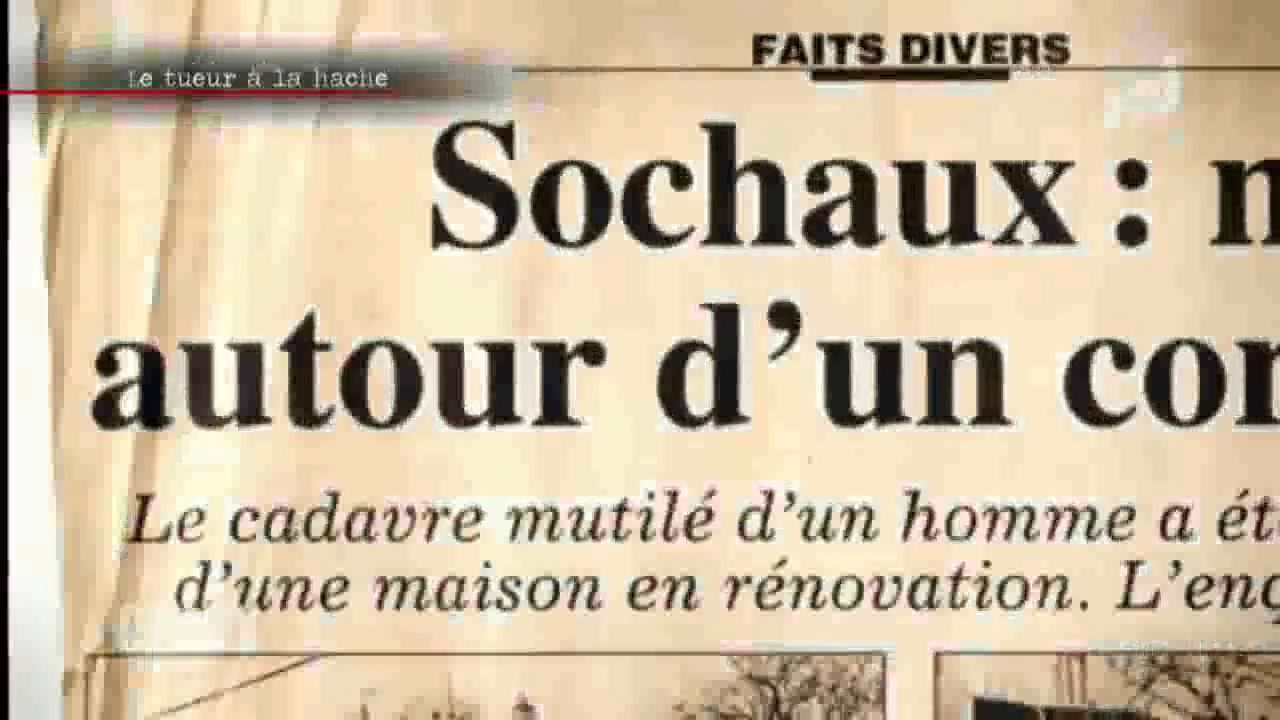 FAITS DIVERS
Le tueur à la hache
Sochaux : 
autour d'un
Le cadavre mutilé d'un homme a
d'une maison en rénovation.